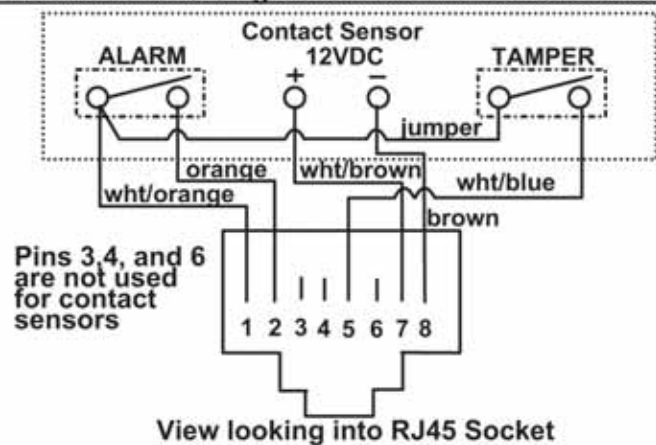 Contact Sensor
ALARM 12VDC TAMPER
+ −
jumper
orange wht/brown wht/blue
wht/orange brown
Pins 3,4, and 6
are not used
for contact
sensors
1 2 3 4 5 6 7 8
View looking into RJ45 Socket